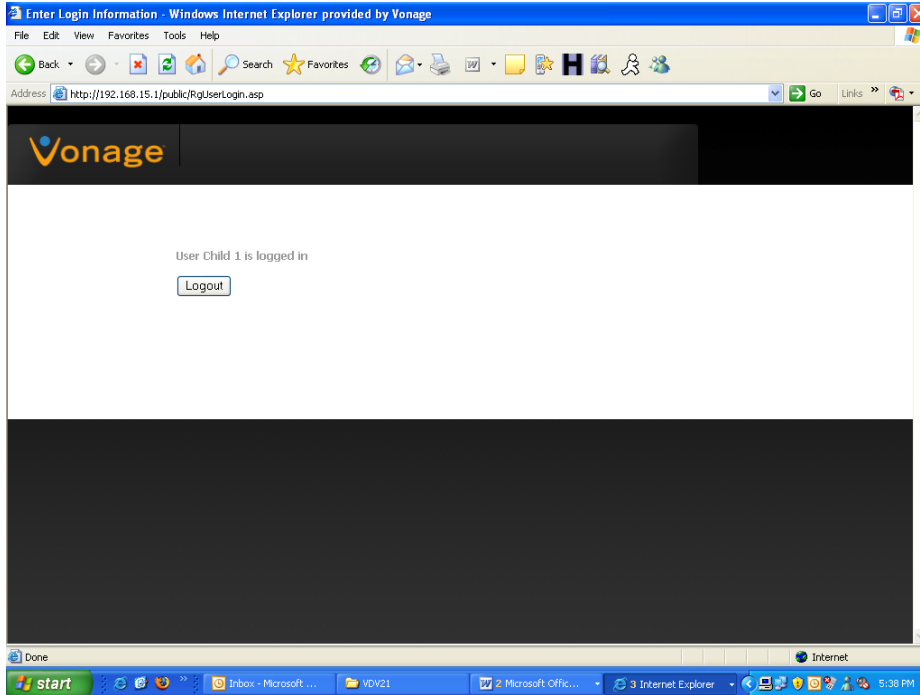 Enter Login Information - Windows Internet Explorer provided by Vonage
File Edit View Favorites Tools Help
Back Search Favorites
Address http://192.168.15.1/public/RgUserLogin.asp Go Links »
Vonage
User Child 1 is logged in
Logout
Done Internet
start » Inbox - Microsoft ... VDV21 2 Microsoft Offic... 3 Internet Explorer 5:38 PM